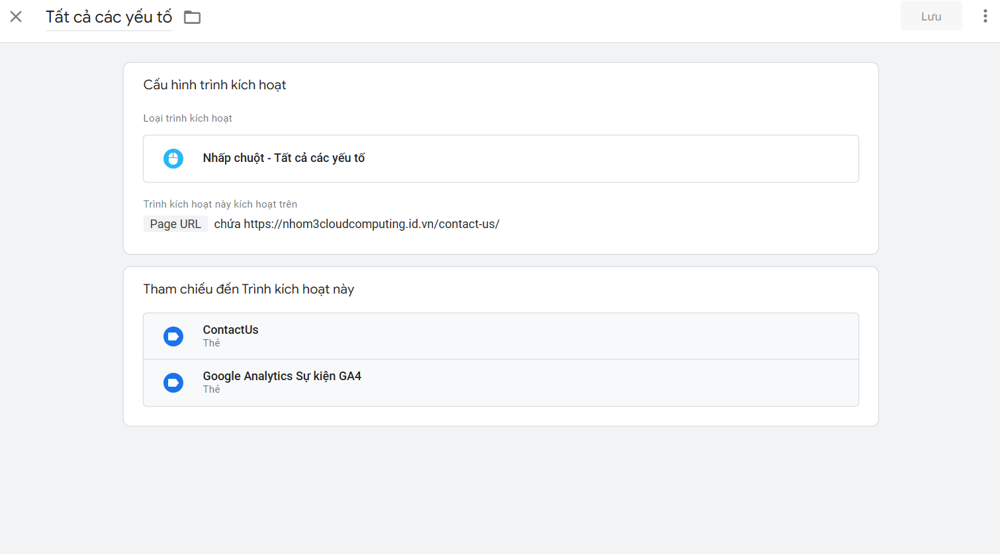 Tất cả các yếu tố
Lưu
Cấu hình trình kích hoạt
Loại trình kích hoạt
Nhấp chuột - Tất cả các yếu tố
Trình kích hoạt này kích hoạt trên
Page URL chứa https://nhom3cloudcomputing.id.vn/contact-us/
Tham chiếu đến Trình kích hoạt này
ContactUs
Thẻ
Google Analytics Sự kiện GA4
Thẻ